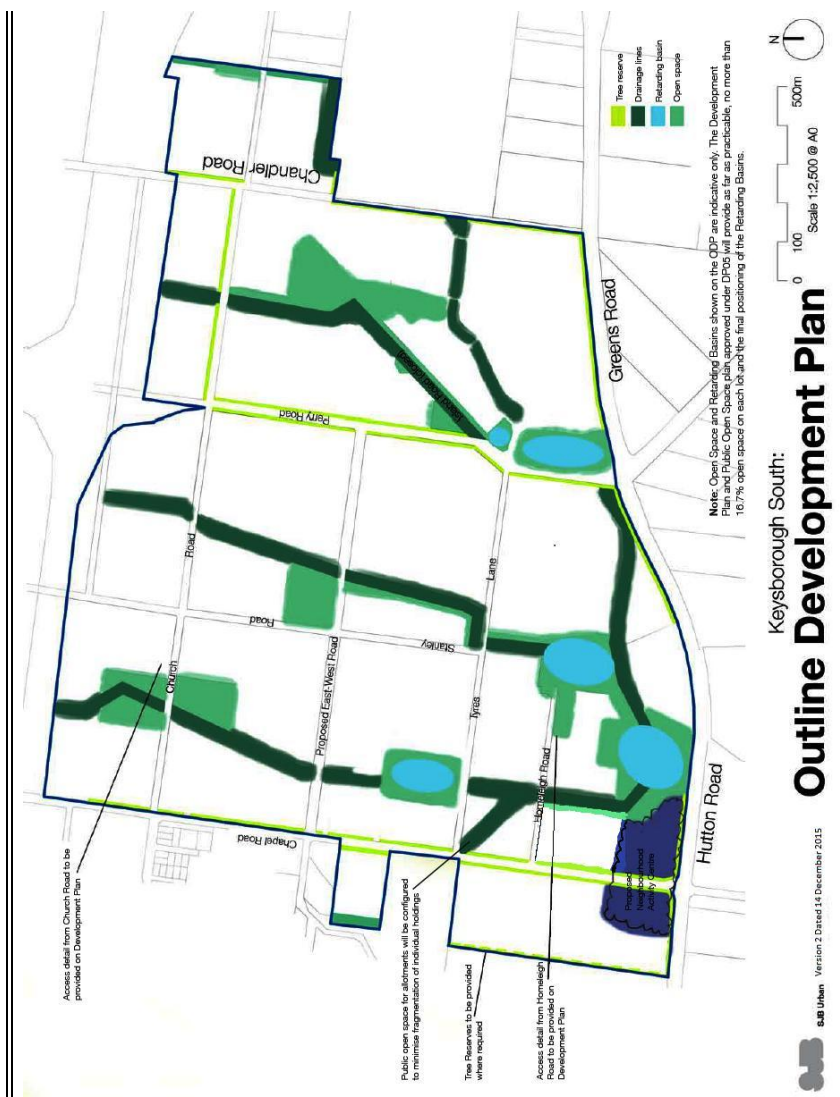 Keysborough South:
Outline Development Plan
SJB
SJB Urban
Version 2 Dated 14 December 2015
N
0
100
500m
Scale 1:2,500 @ A0
Tree reserve
Drainage lines
Retarding basin
Open space
Note: Open Space and Retarding Basins shown on the ODP are indicative only. The Development
Plan and Public Open Space plan approved under DP05 will provide as far as practicable, no more than
16.7% open space on each lot and the final positioning of the Retarding Basins.
Access detail from Church Road to be
provided on Development Plan
Public open space for allotments will be configured
to minimise fragmentation of individual holdings
Tree Reserves to be provided
where required
Access detail from Homeleigh
Road to be provided on
Development Plan
Chapel Road
Church
Road
Proposed East-West Road
Stanley
Road
Tyres
Lane
Homeleigh Road
Perry Road
Chandler Road
Greens Road
Hutton Road
Proposed
Neighbourhood
Activity Centre